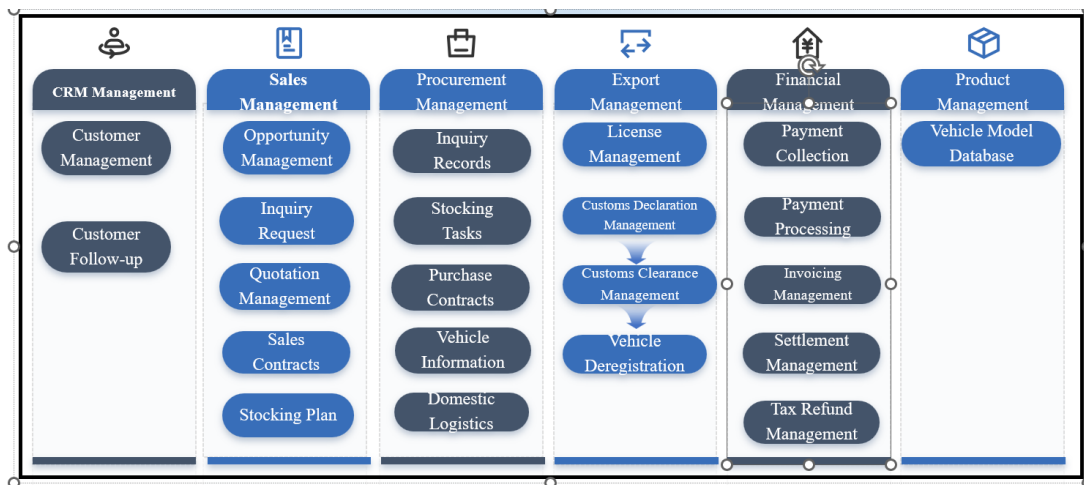 CRM Management
Customer
Management
Customer
Follow-up
Sales
Management
Opportunity
Management
Inquiry
Request
Quotation
Management
Sales
Contracts
Stocking Plan
Procurement
Management
Inquiry
Records
Stocking
Tasks
Purchase
Contracts
Vehicle
Information
Domestic
Logistics
Export
Management
License
Management
Customs Declaration
Management
Customs Clearance
Management
Vehicle
Deregistration
¥
Financial
Management
Payment
Collection
Payment
Processing
Invoicing
Management
Settlement
Management
Tax Refund
Management
Product
Management
Vehicle Model
Database